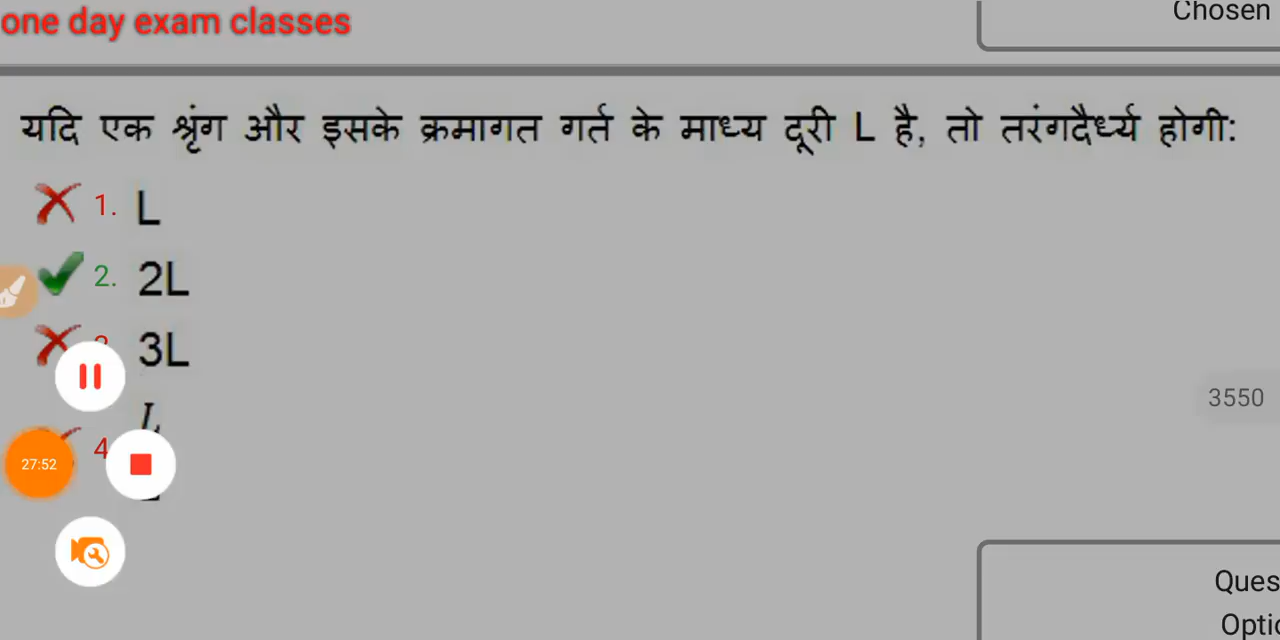 one day exam classes
Chosen
यदि एक श्रृंग और इसके क्रमागत गर्त के माध्य दूरी L है, तो तरंगदैर्ध्य होगी:
1. L
2. 2L
3L
3550
L
4
27:52
Ques
Optic